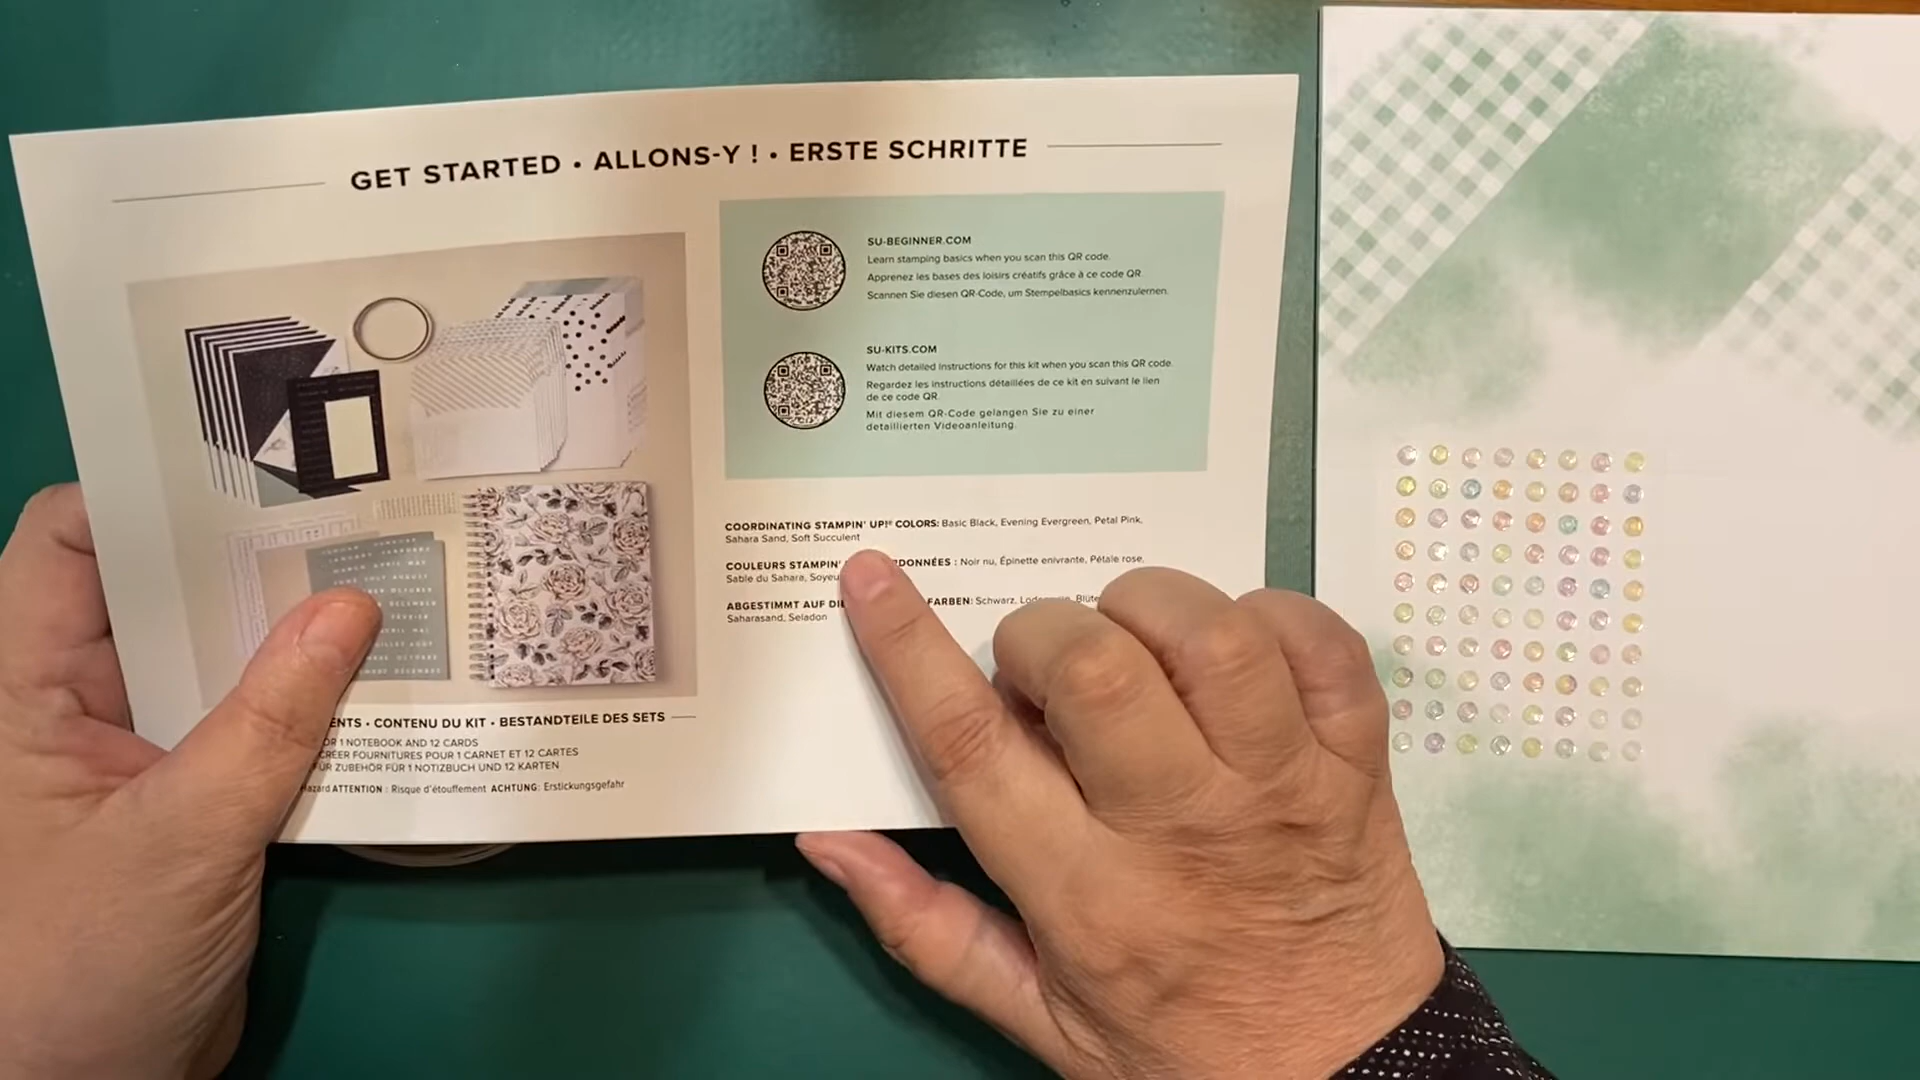 GET STARTED • ALLONS-Y ! • ERSTE SCHRITTE
SU-BEGINNER.COM
Learn stamping basics when you scan this QR code.
Apprenez les bases des loisirs créatifs grâce à ce code QR.
Scannen Sie diesen QR-Code, um Stempelbasics kennenzulernen.
SU-KITS.COM
Watch detailed instructions for this kit when you scan this QR code.
Regardez les instructions détaillées de ce kit en suivant le lien
de ce code QR.
Mit diesem QR-Code gelangen Sie zu einer
detaillierten Videoanleitung.
COORDINATING STAMPIN' UP!® COLORS: Basic Black, Evening Evergreen, Petal Pink,
Sahara Sand, Soft Succulent
COULEURS STAMPIN' : Noir nu, Épinette enivrante, Pétale rose,
Sable du Sahara,
ABGESTIMMT AUF DIE FARBEN: Schwarz,
Saharasand, Seladon
• CONTENU DU KIT • BESTANDTEILE DES SETS
1 NOTEBOOK AND 12 CARDS
CRÉER FOURNITURES POUR 1 CARNET ET 12 CARTES
FÜR ZUBEHÖR FÜR 1 NOTIZBUCH UND 12 KARTEN
Hazard ATTENTION : Risque d'étouffement ACHTUNG: Erstickungsgefahr